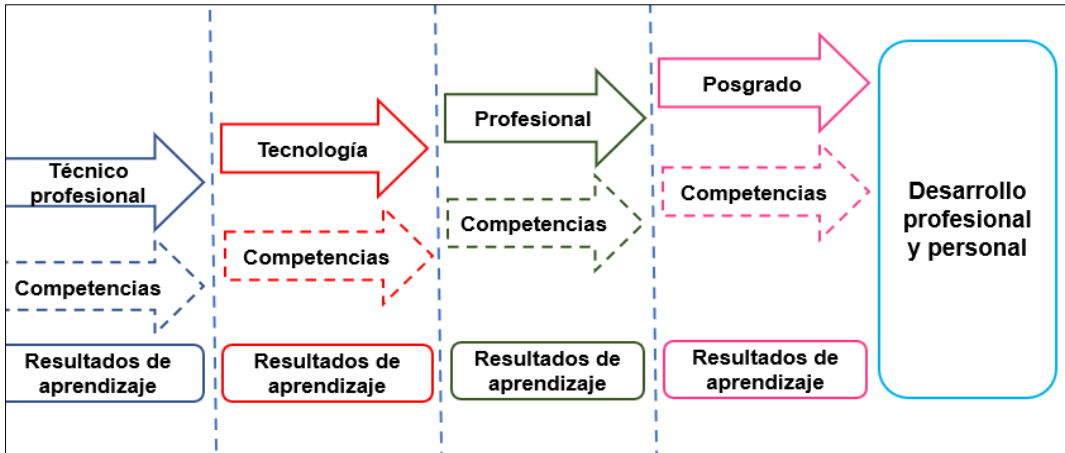 Técnico
profesional
Tecnología
Profesional
Posgrado
Competencias
Competencias
Competencias
Competencias
Resultados de
aprendizaje
Resultados de
aprendizaje
Resultados de
aprendizaje
Resultados de
aprendizaje
Desarrollo
profesional
y personal